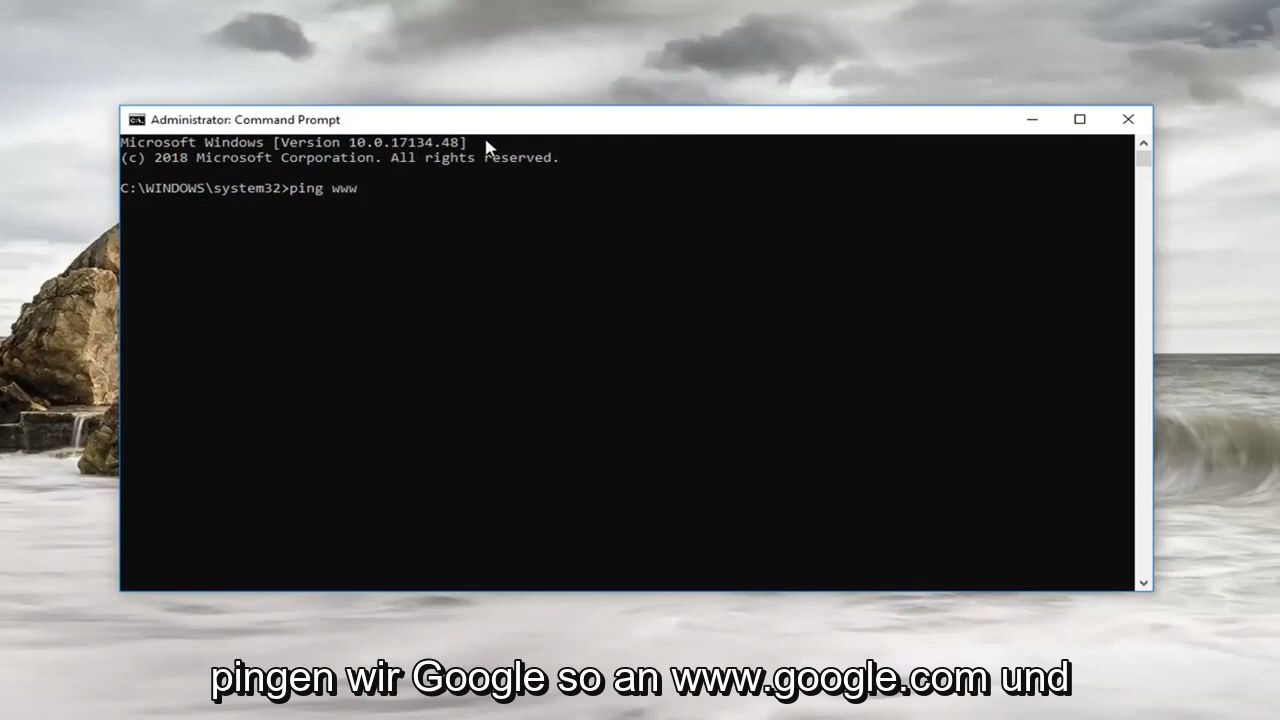 Administrator: Command Prompt
Microsoft Windows [Version 10.0.17134.48]
(c) 2018 Microsoft Corporation. All rights reserved.
C:\WINDOWS\system32>ping www
pingen wir Google so an www.google.com und